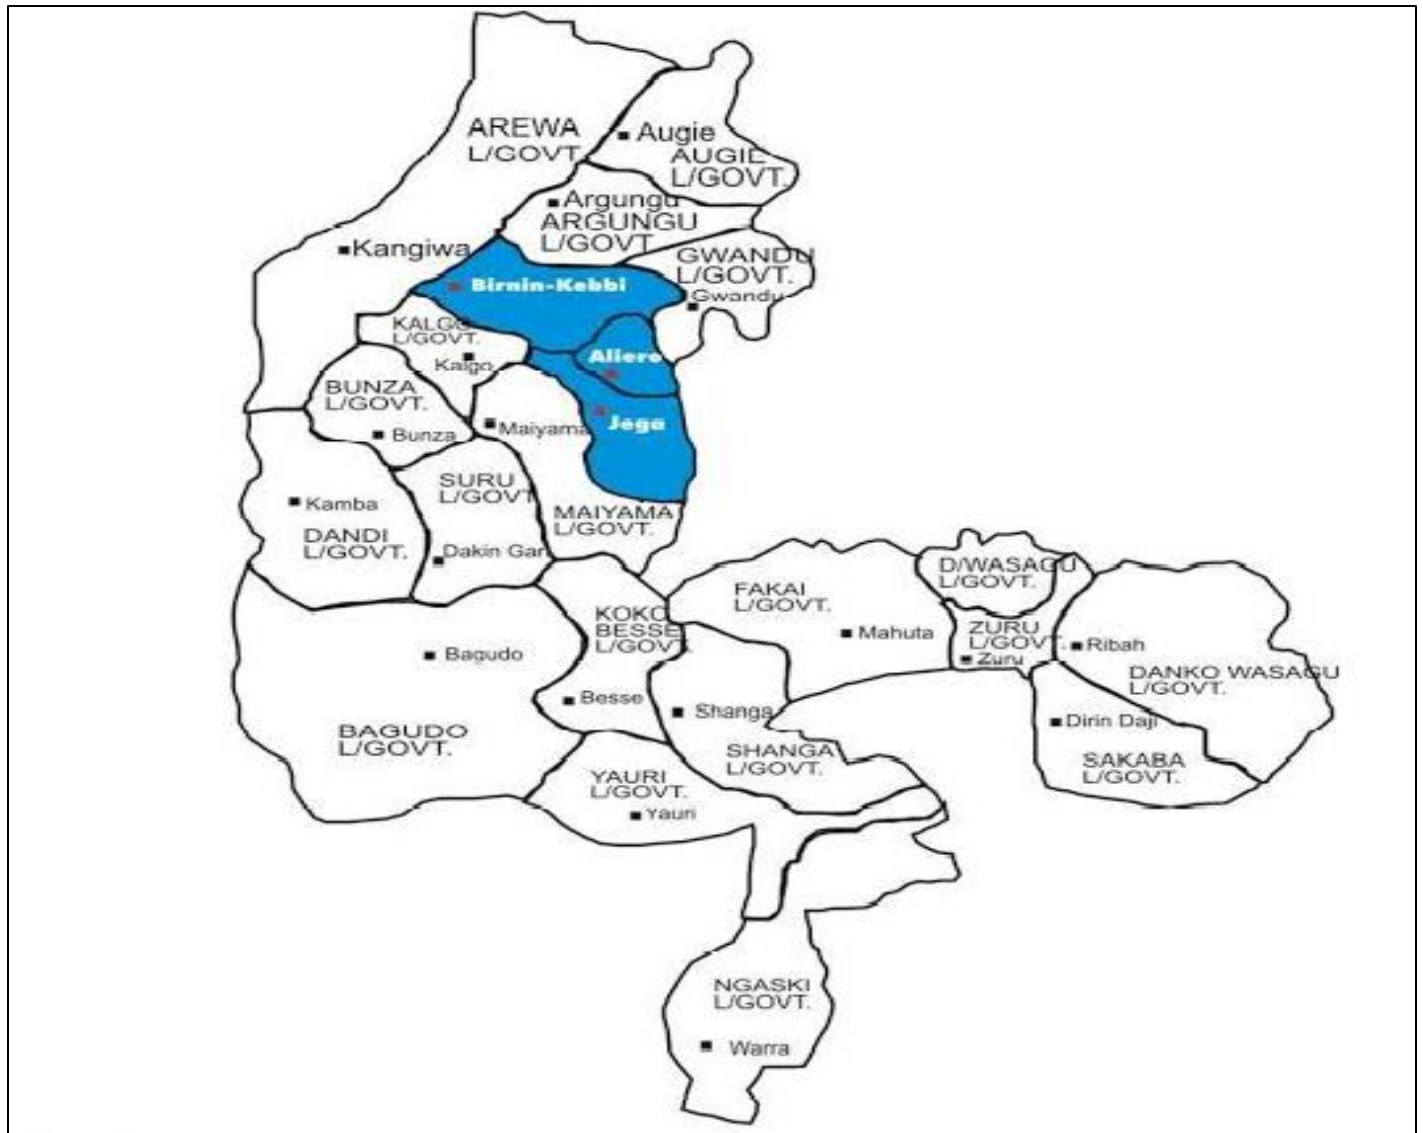 AREWA
L/GOVT
Augie
AUGIE
L/GOVT.
Argungu
ARGUNGU
L/GOVT
Kangiwa
GWANDU
L/GOVT.
Gwandu
Birnin-Kebbi
KALGO
L/GOVT.
Kalgo
Aliero
BUNZA
L/GOVT.
Bunza
Maiyama
Jega
SURU
L/GOVT
Kamba
DANDI
L/GOVT.
Dakin Gari
MAIYAMA
L/GOVT.
D/WASAGU
L/GOVT.
FAKAI
L/GOVT.
Mahuta
KOKO
BESSE
L/GOVT.
ZURU
L/GOVT.
Zuru
Ribah
DANKO WASAGU
L/GOVT.
Bagudo
Besse
Shanga
Dirin Daji
BAGUDO
L/GOVT.
SHANGA
L/GOVT.
SAKABA
L/GOVT.
YAURI
L/GOVT.
Yauri
NGASKI
L/GOVT.
Warra